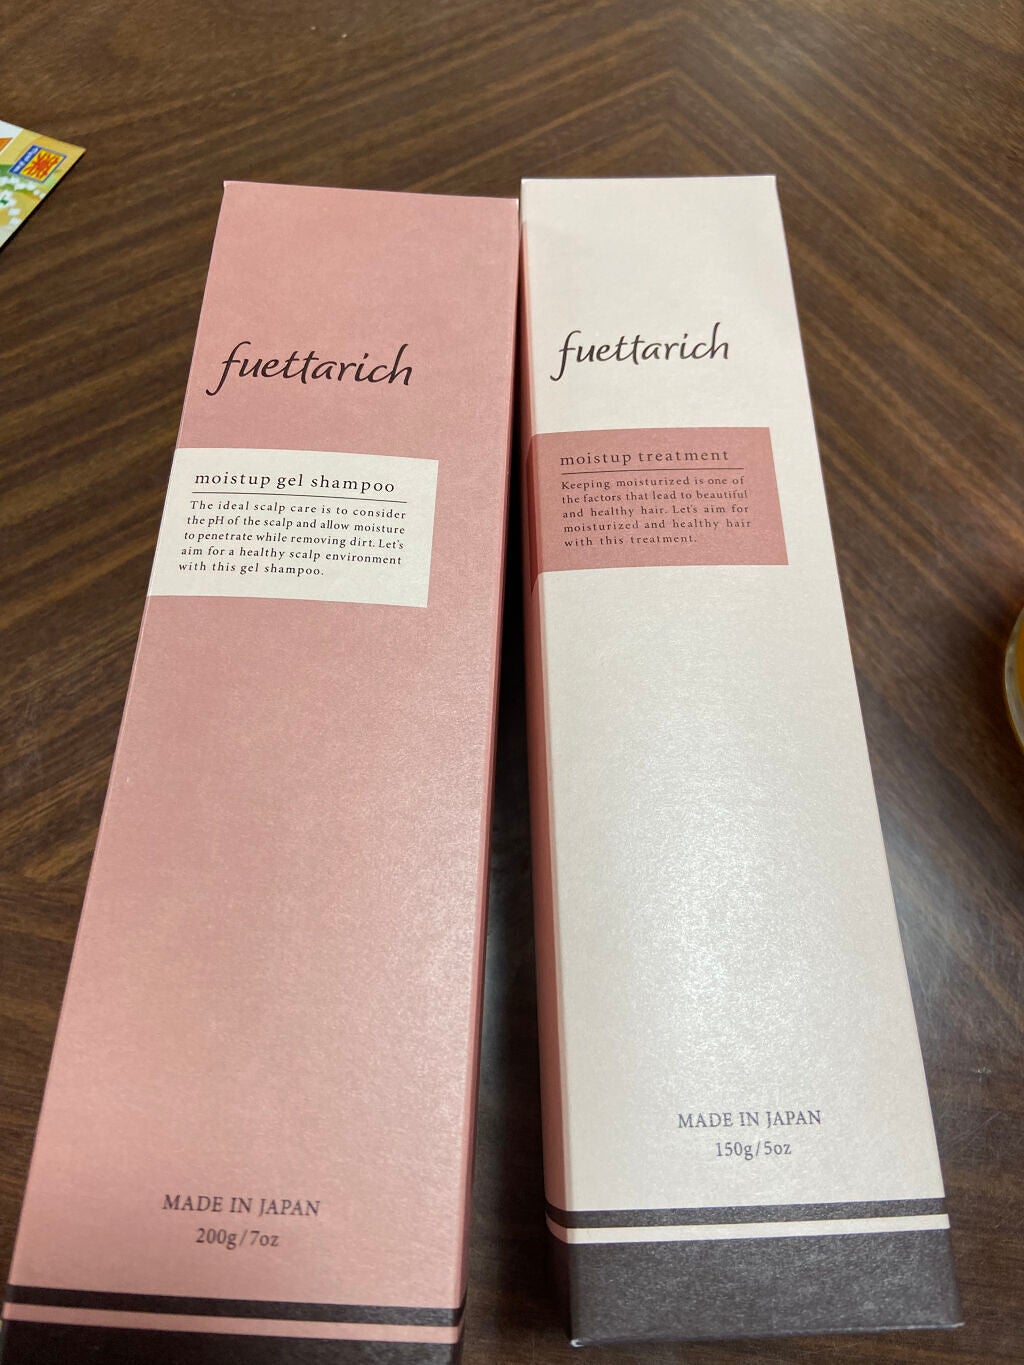 fuettarich
moistup gel shampoo
The ideal scalp care is to consider
the pH of the scalp and allow moisture
to penetrate while removing dirt. Let's
aim for a healthy scalp environment
with this gel shampoo.
MADE IN JAPAN
200g/7oz
fuettarich
moistup treatment
Keeping moisturized is one of
the factors that lead to beautiful
and healthy hair. Let's aim for
moisturized and healthy hair
with this treatment.
MADE IN JAPAN
150g/5oz